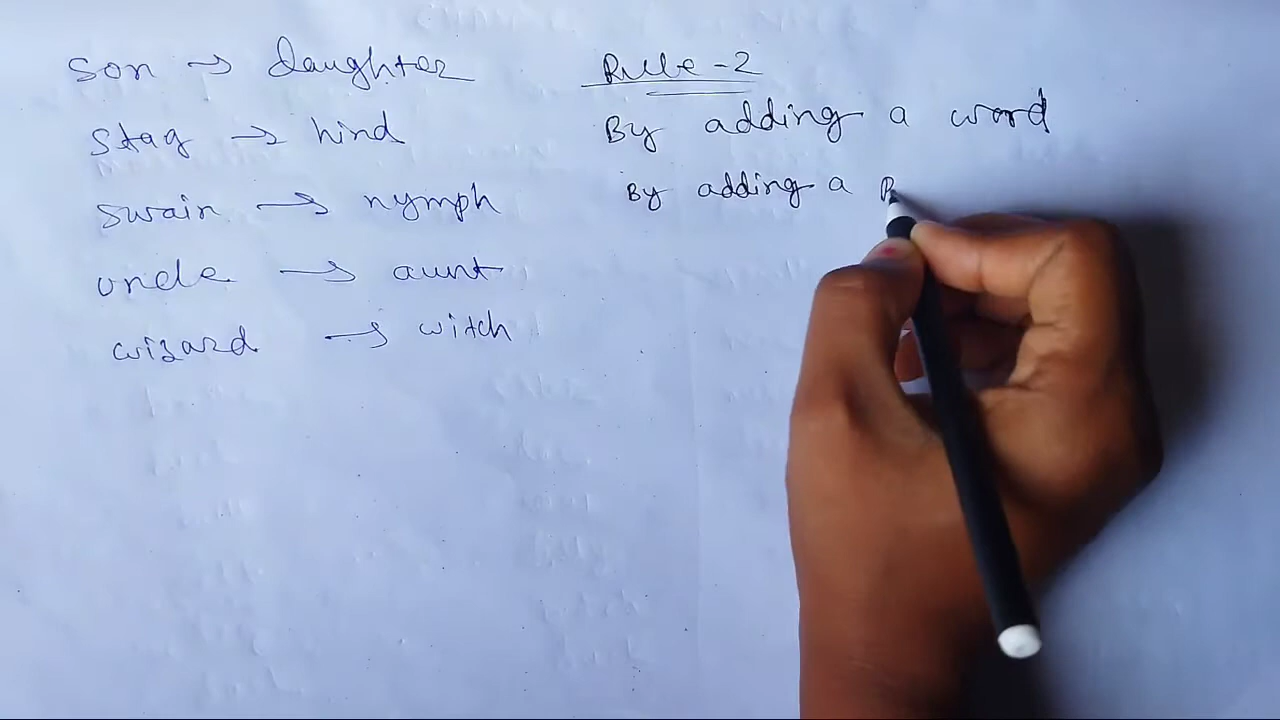 son → daughter
stag → hind
swain → nymph
uncle → aunt
wizard → witch
Rule - 2
By adding a word
By adding a P